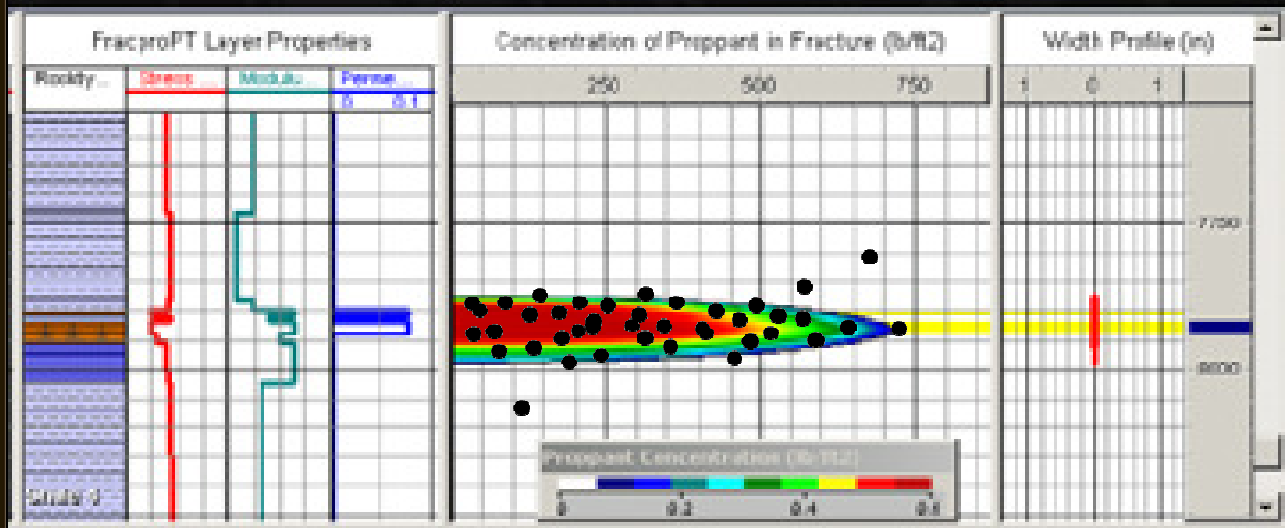 FracproPT Layer Properties
Concentration of Proppant in Fracture (lb/ft2)
Width Profile (in)
Rockty...
Stress ...
Modulu...
Perme...
0 0.1
250 500 750
1 0 1
7750
8000
Proppant Concentration (lb/ft2)
0 0.2 0.4 0.6